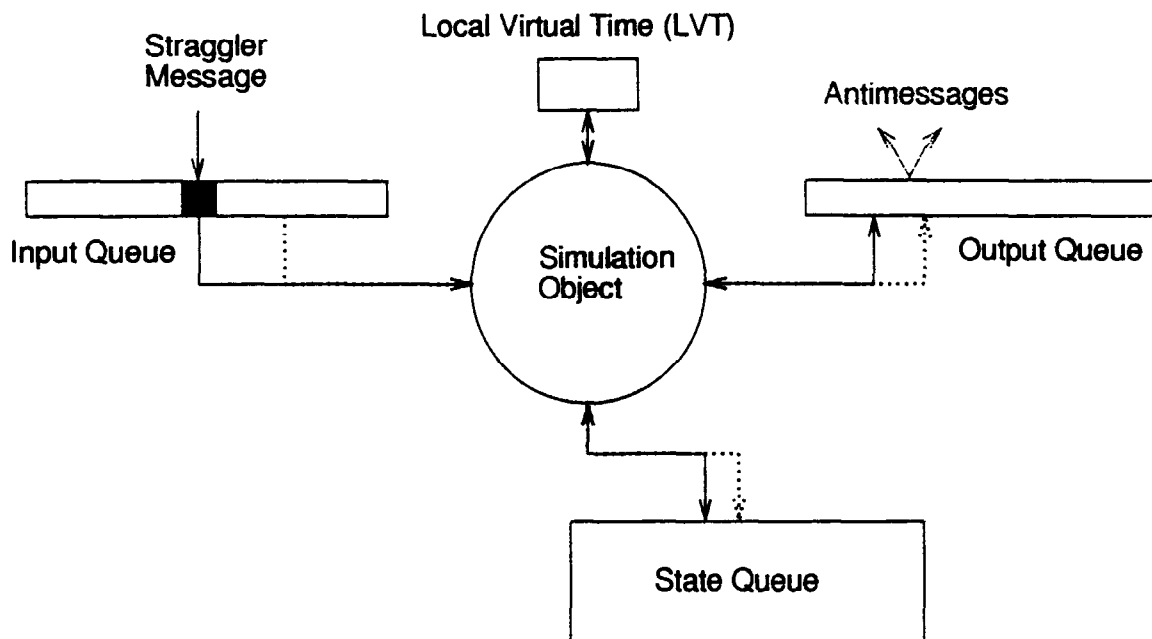 Local Virtual Time (LVT)
Straggler
Message
Antimessages
Input Queue
Output Queue
Simulation
Object
State Queue